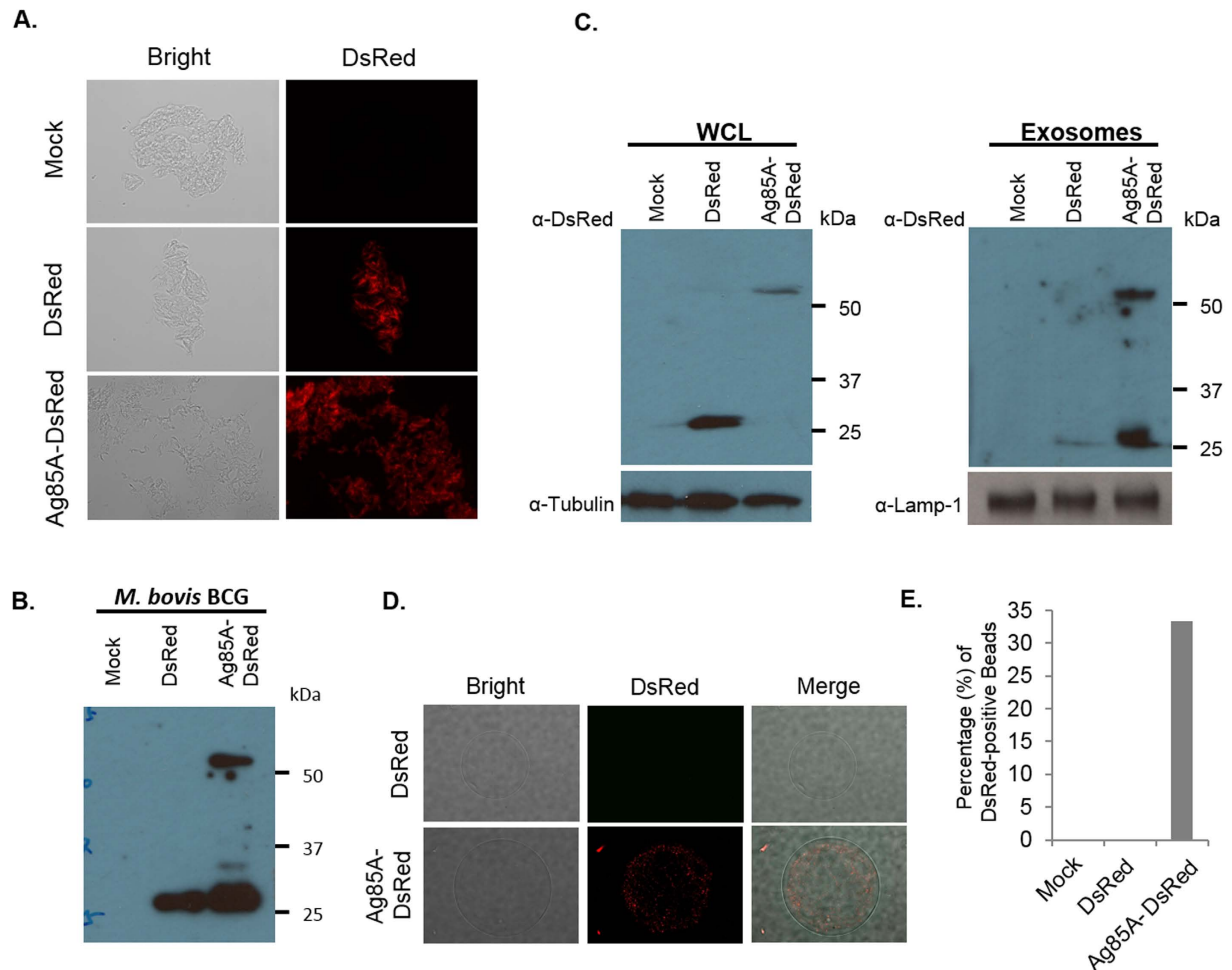 A.
Bright DsRed
Mock
DsRed
Ag85A-DsRed
C.
WCL
Mock
DsRed
Ag85A-
DsRed
α-DsRed
kDa
50
37
25
α-Tubulin
Exosomes
Mock
DsRed
Ag85A-
DsRed
α-DsRed
kDa
50
37
25
α-Lamp-1
B.
M. bovis BCG
Mock
DsRed
Ag85A-
DsRed
kDa
50
37
25
D.
Bright DsRed Merge
DsRed
Ag85A-
DsRed
E.
Percentage (%) of
DsRed-positive Beads
35
30
25
20
15
10
5
0
Mock
DsRed
Ag85A- DsRed